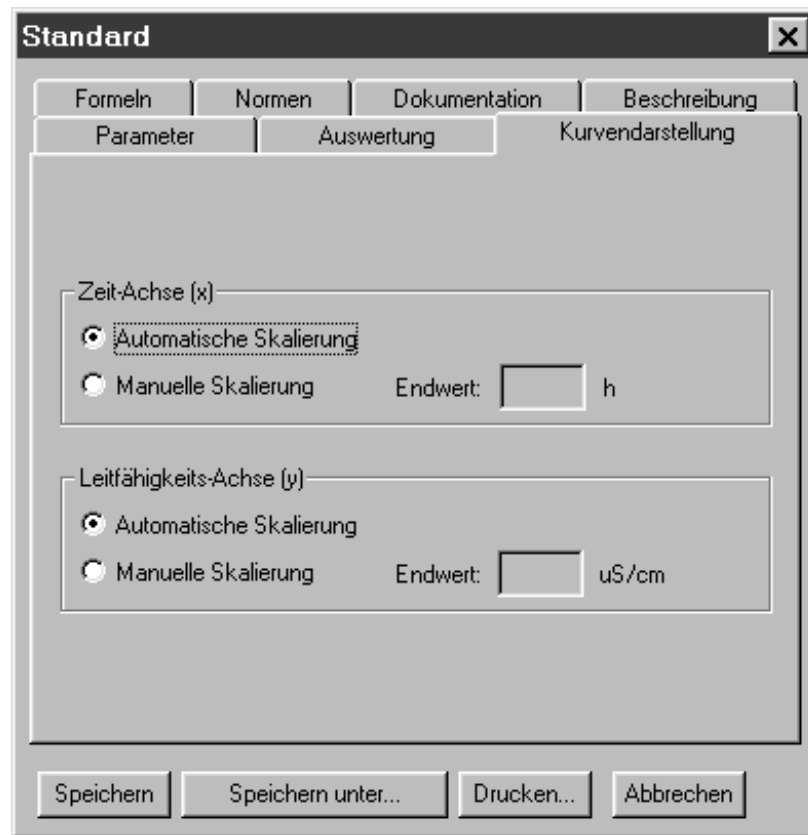 Standard
Formeln Normen Dokumentation Beschreibung
Parameter Auswertung Kurvendarstellung
Zeit-Achse (x)
Automatische Skalierung
Manuelle Skalierung Endwert: h
Leitfähigkeits-Achse (y)
Automatische Skalierung
Manuelle Skalierung Endwert: uS/cm
Speichern Speichern unter... Drucken... Abbrechen